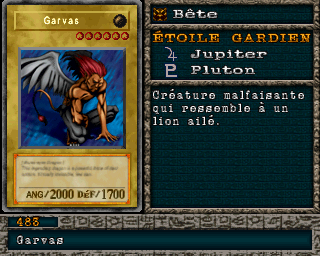 Garvas
ANG/2000 DÉF/1700
Bête
ÉTOILE GARDIEN
Jupiter
Pluton
Créature malfaisante
qui ressemble à un
lion ailé.
483
Garvas